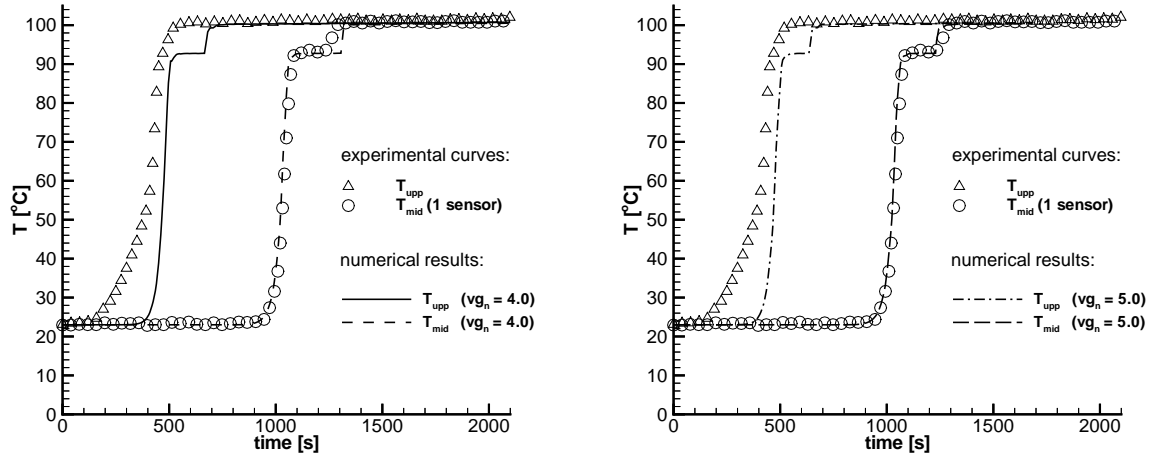 100
90
80
70
60
50
40
30
20
10
0
T [°C]
0 500 1000 1500 2000
time [s]
experimental curves:
T_upp
T_mid (1 sensor)
numerical results:
T_upp (vg_n = 4.0)
T_mid (vg_n = 4.0)
100
90
80
70
60
50
40
30
20
10
0
T [°C]
0 500 1000 1500 2000
time [s]
experimental curves:
T_upp
T_mid (1 sensor)
numerical results:
T_upp (vg_n = 5.0)
T_mid (vg_n = 5.0)